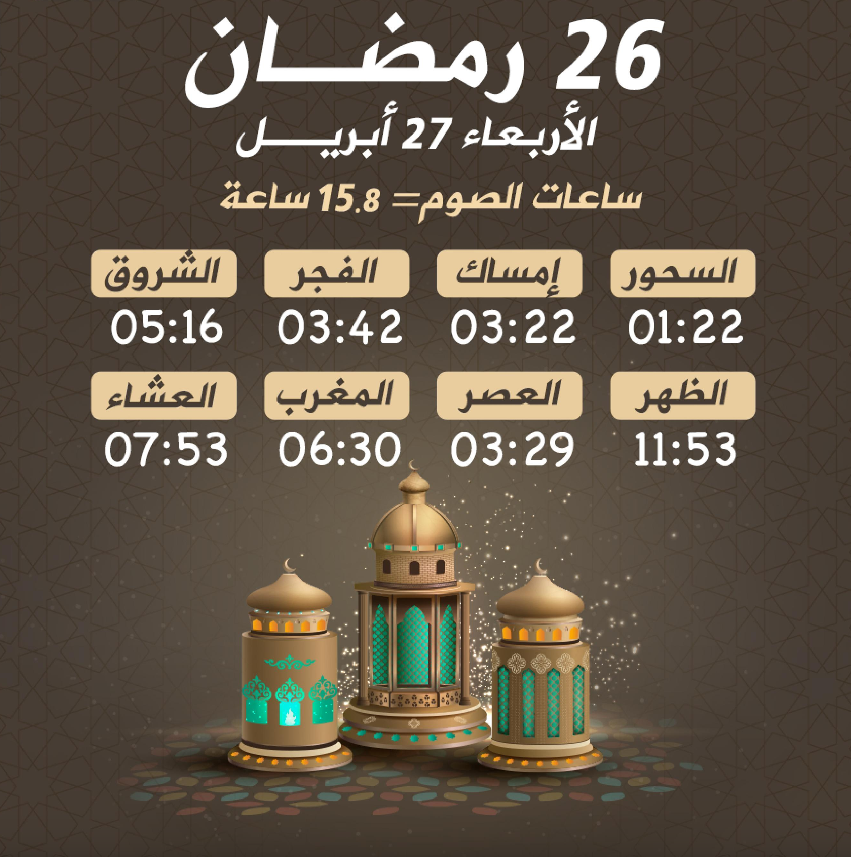 26 رمضان
الأربعاء 27 أبريل
ساعات الصوم= 15.8 ساعة
السحور إمساك الفجر الشروق
01:22 03:22 03:42 05:16
الظهر العصر المغرب العشاء
11:53 03:29 06:30 07:53